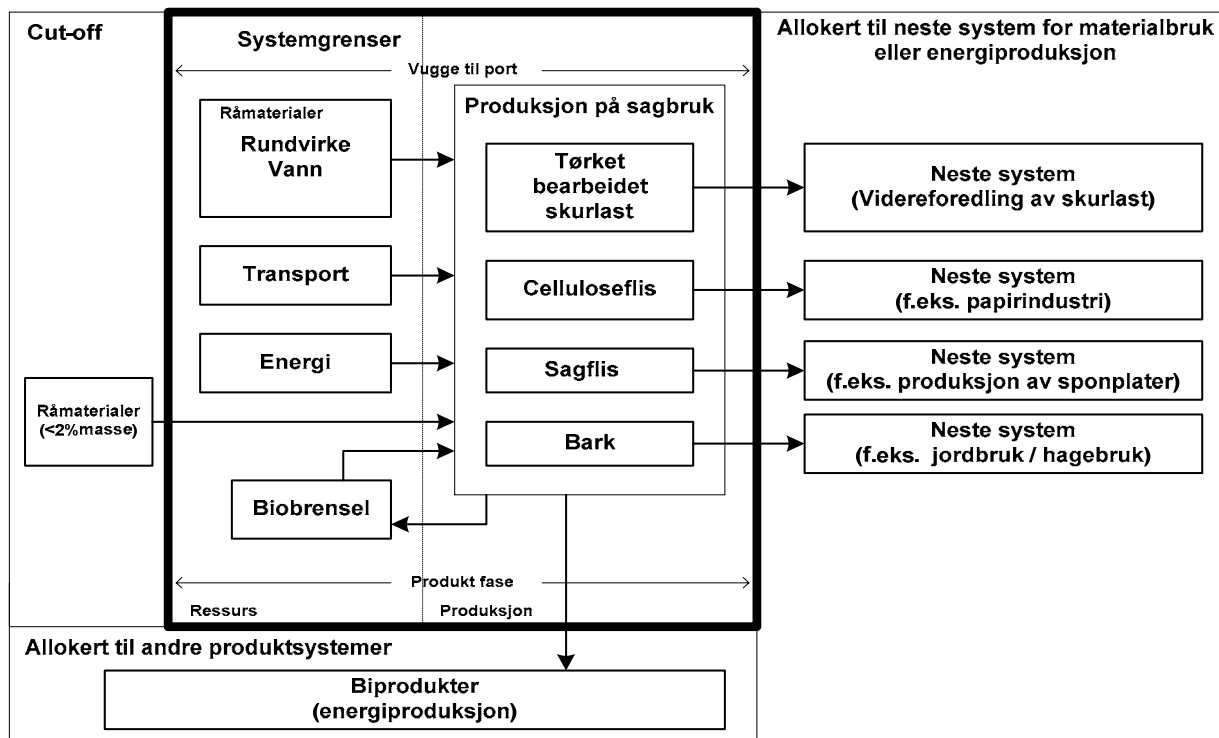 Cut-off
Systemgrenser
Allokert til neste system for materialbruk
eller energiproduksjon
Vugge til port
Råmaterialer
Rundvirke
Vann
Transport
Energi
Råmaterialer
(<2%masse)
Biobrensel
Produksjon på sagbruk
Tørket
bearbeidet
skurlast
Celluloseflis
Sagflis
Bark
Neste system
(Videreforedling av skurlast)
Neste system
(f.eks. papirindustri)
Neste system
(f.eks. produksjon av sponplater)
Neste system
(f.eks. jordbruk / hagebruk)
Produkt fase
Ressurs
Produksjon
Allokert til andre produktsystemer
Biprodukter
(energiproduksjon)